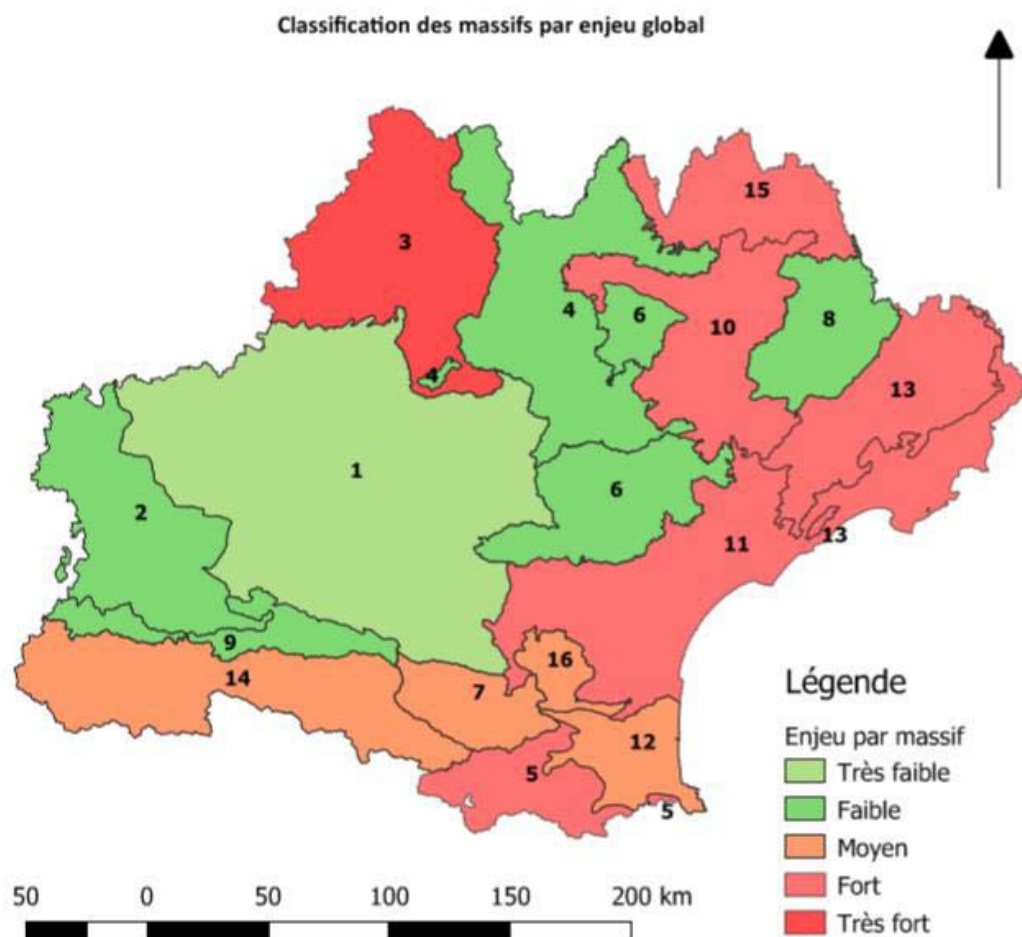 Classification des massifs par enjeu global
15
3
4
6
10
8
4
13
1
6
2
11
13
9
16
14
7
12
5
5
Légende
Enjeu par massif
Très faible
Faible
Moyen
Fort
Très fort
50 0 50 100 150 200 km